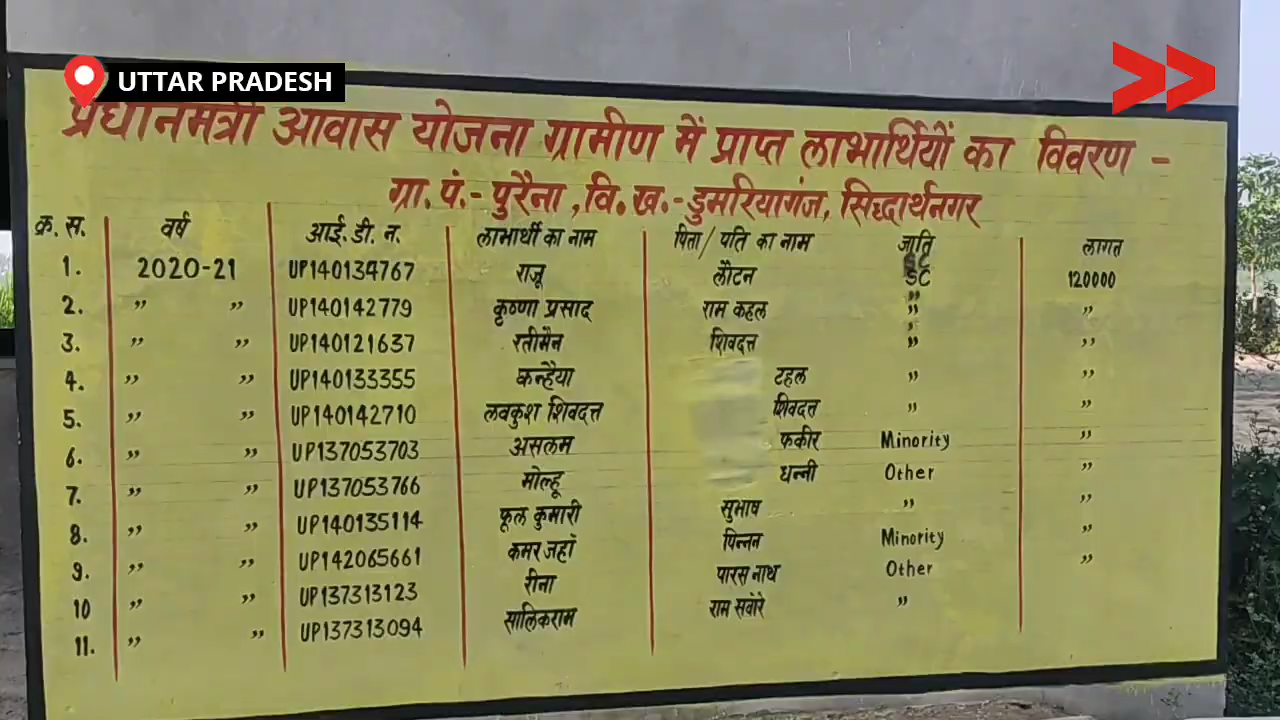 UTTAR PRADESH
प्रधानमंत्री आवास योजना ग्रामीण में प्राप्त लाभार्थियों का विवरण –
ग्रा. पं.- पुरैना, वि. ख.- डुमरियागंज, सिद्धार्थनगर
क्र. स. वर्ष आई. डी. न. लाभार्थी का नाम पिता/ पति का नाम जाति लागत
1. 2020-21 UP140134767 राजू लौटन SC 120000
2. ” ” UP140142779 कृष्णा प्रसाद राम कहल ” ”
3. ” ” UP140121637 रतीमैन शिवदत्त ” ”
4. ” ” UP140133355 कन्हैया टहल ” ”
5. ” ” UP140142710 लवकुश शिवदत्त शिवदत्त ” ”
6. ” ” UP137053703 असलम फकीर Minority ”
7. ” ” UP137053766 मोल्हू धन्नी Other ”
8. ” ” UP140135114 फूल कुमारी सुभाष ” ”
9. ” ” UP142065661 कमर जहाँ पिन्नन Minority ”
10 ” ” UP137313123 रीना पारस नाथ Other ”
11. ” ” UP137313094 सालिकराम राम सवारे ”